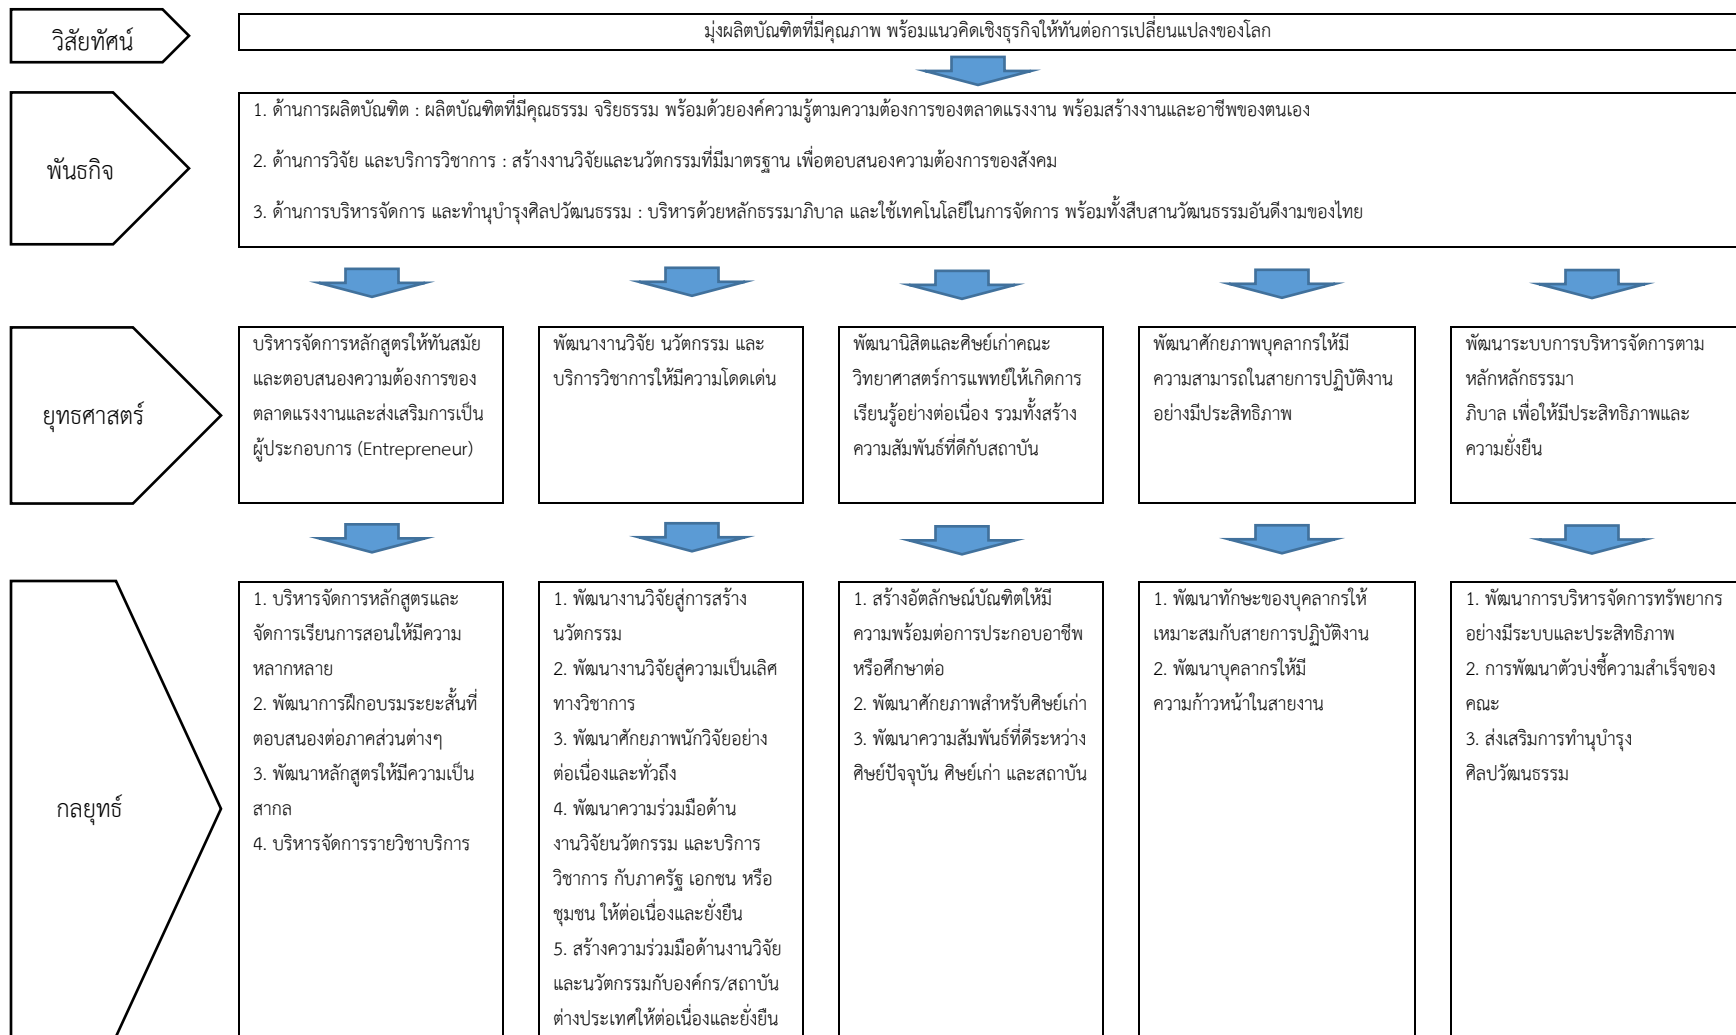 วิสัยทัศน์
มุ่งผลิตบัณฑิตที่มีคุณภาพ พร้อมแนวคิดเชิงธุรกิจให้ทันต่อการเปลี่ยนแปลงของโลก
พันธกิจ
1. ด้านการผลิตบัณฑิต : ผลิตบัณฑิตที่มีคุณธรรม จริยธรรม พร้อมด้วยองค์ความรู้ตามความต้องการของตลาดแรงงาน พร้อมสร้างงานและอาชีพของตนเอง
2. ด้านการวิจัย และบริการวิชาการ : สร้างงานวิจัยและนวัตกรรมที่มีมาตรฐาน เพื่อตอบสนองความต้องการของสังคม
3. ด้านการบริหารจัดการ และทำนุบำรุงศิลปวัฒนธรรม : บริหารด้วยหลักธรรมาภิบาล และใช้เทคโนโลยีในการจัดการ พร้อมทั้งสืบสานวัฒนธรรมอันดีงามของไทย
ยุทธศาสตร์
บริหารจัดการหลักสูตรให้ทันสมัย
และตอบสนองความต้องการของ
ตลาดแรงงานและส่งเสริมการเป็น
ผู้ประกอบการ (Entrepreneur)
พัฒนางานวิจัย นวัตกรรม และ
บริการวิชาการให้มีความโดดเด่น
พัฒนานิสิตและศิษย์เก่าคณะ
วิทยาศาสตร์การแพทย์ให้เกิดการ
เรียนรู้อย่างต่อเนื่อง รวมทั้งสร้าง
ความสัมพันธ์ที่ดีกับสถาบัน
พัฒนาศักยภาพบุคลากรให้มี
ความสามารถในสายการปฏิบัติงาน
อย่างมีประสิทธิภาพ
พัฒนาระบบการบริหารจัดการตาม
หลักหลักธรรมา
ภิบาล เพื่อให้มีประสิทธิภาพและ
ความยั่งยืน
กลยุทธ์
1. บริหารจัดการหลักสูตรและ
จัดการเรียนการสอนให้มีความ
หลากหลาย
2. พัฒนาการฝึกอบรมระยะสั้นที่
ตอบสนองต่อภาคส่วนต่างๆ
3. พัฒนาหลักสูตรให้มีความเป็น
สากล
4. บริหารจัดการรายวิชาบริการ
1. พัฒนางานวิจัยสู่การสร้าง
นวัตกรรม
2. พัฒนางานวิจัยสู่ความเป็นเลิศ
ทางวิชาการ
3. พัฒนาศักยภาพนักวิจัยอย่าง
ต่อเนื่องและทั่วถึง
4. พัฒนาความร่วมมือด้าน
งานวิจัยนวัตกรรม และบริการ
วิชาการ กับภาครัฐ เอกชน หรือ
ชุมชน ให้ต่อเนื่องและยั่งยืน
5. สร้างความร่วมมือด้านงานวิจัย
และนวัตกรรมกับองค์กร/สถาบัน
ต่างประเทศให้ต่อเนื่องและยั่งยืน
1. สร้างอัตลักษณ์บัณฑิตให้มี
ความพร้อมต่อการประกอบอาชีพ
หรือศึกษาต่อ
2. พัฒนาศักยภาพสำหรับศิษย์เก่า
3. พัฒนาความสัมพันธ์ที่ดีระหว่าง
ศิษย์ปัจจุบัน ศิษย์เก่า และสถาบัน
1. พัฒนาทักษะของบุคลากรให้
เหมาะสมกับสายการปฏิบัติงาน
2. พัฒนาบุคลากรให้มี
ความก้าวหน้าในสายงาน
1. พัฒนาการบริหารจัดการทรัพยากร
อย่างมีระบบและประสิทธิภาพ
2. การพัฒนาตัวบ่งชี้ความสำเร็จของ
คณะ
3. ส่งเสริมการทำนุบำรุง
ศิลปวัฒนธรรม